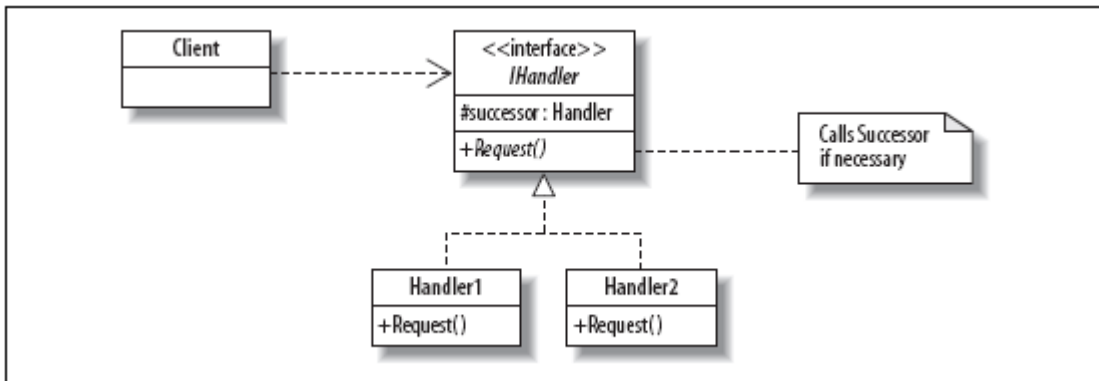 Client
<<interface>>
IHandler
#successor : Handler
+Request()
Calls Successor
if necessary
Handler1
+Request()
Handler2
+Request()